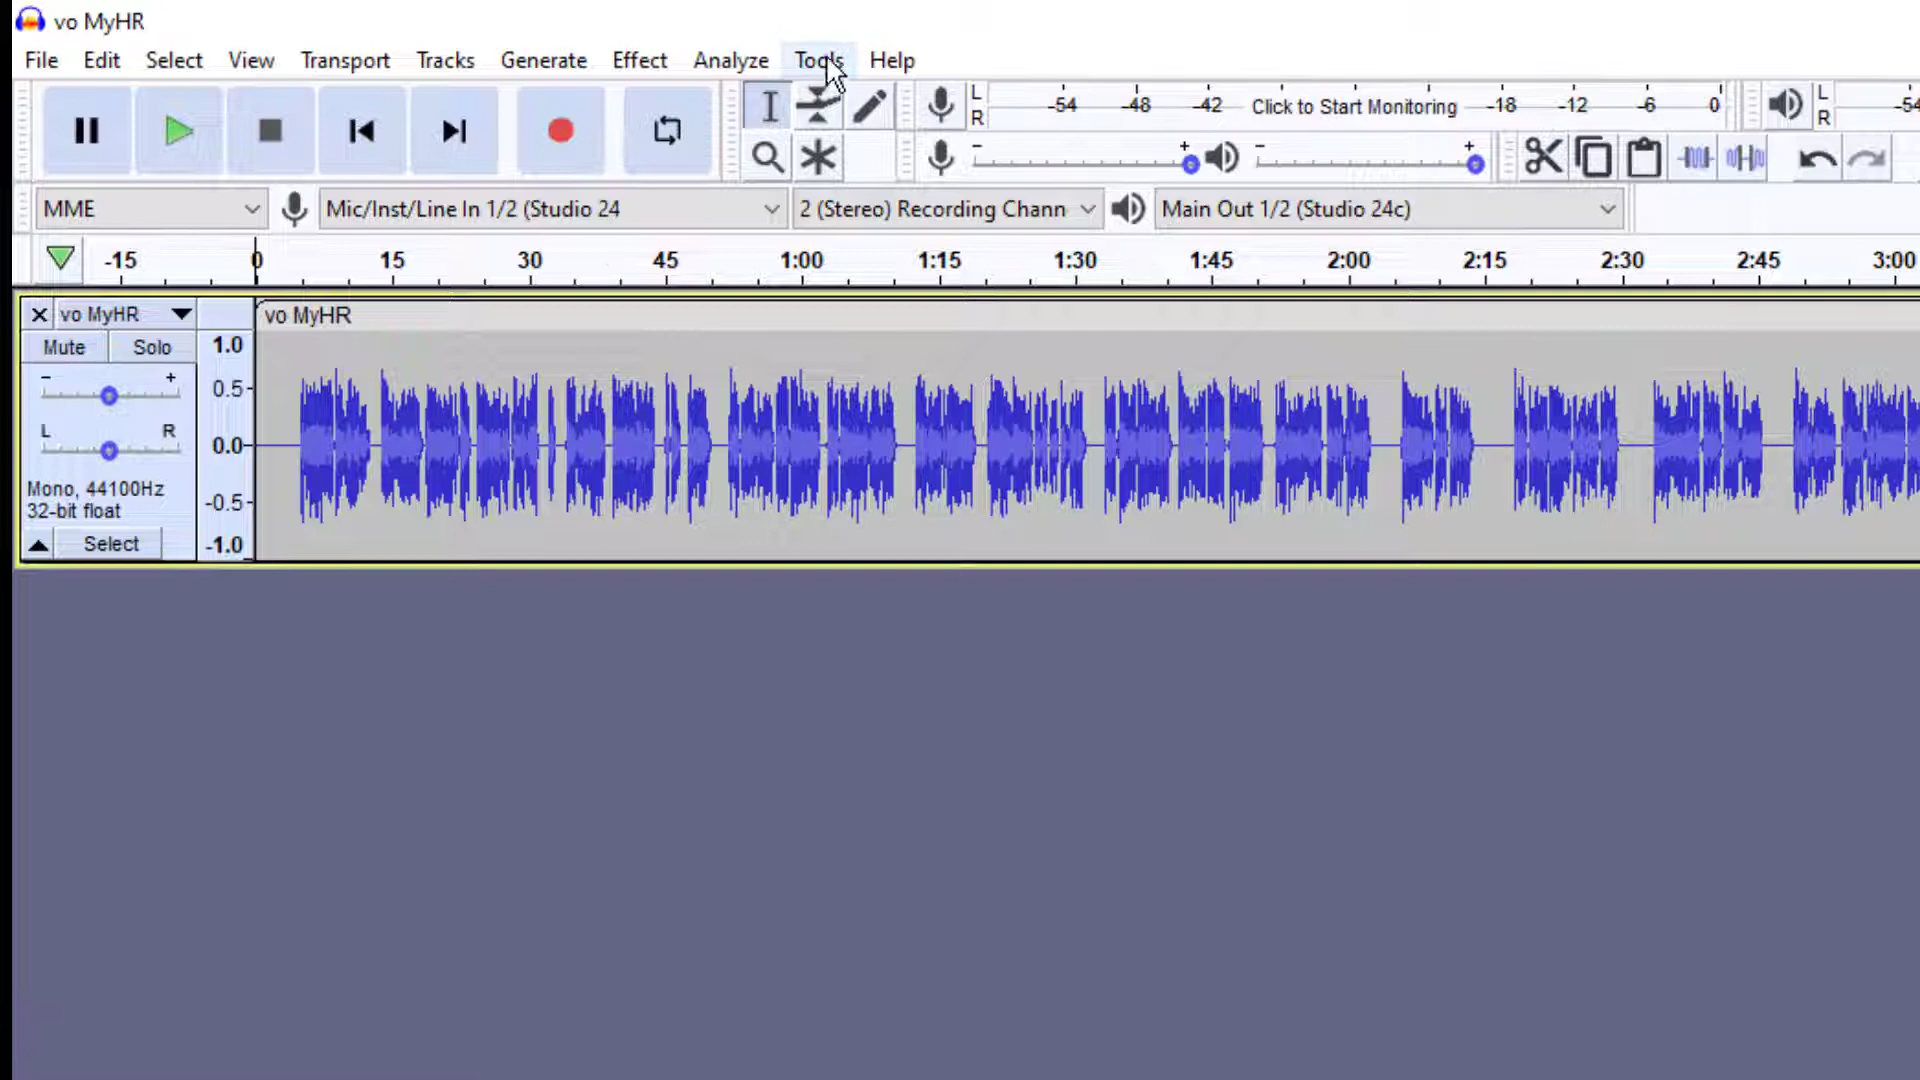 vo MyHR
File Edit Select View Transport Tracks Generate Effect Analyze Tools Help
L R -54 -48 -42 Click to Start Monitoring -18 -12 -6 0 L R -54
MME Mic/Inst/Line In 1/2 (Studio 24 2 (Stereo) Recording Chann Main Out 1/2 (Studio 24c)
-15 0 15 30 45 1:00 1:15 1:30 1:45 2:00 2:15 2:30 2:45 3:00
vo MyHR vo MyHR
Mute Solo 1.0
- + 0.5
L R 0.0
Mono, 44100Hz
32-bit float -0.5
Select -1.0